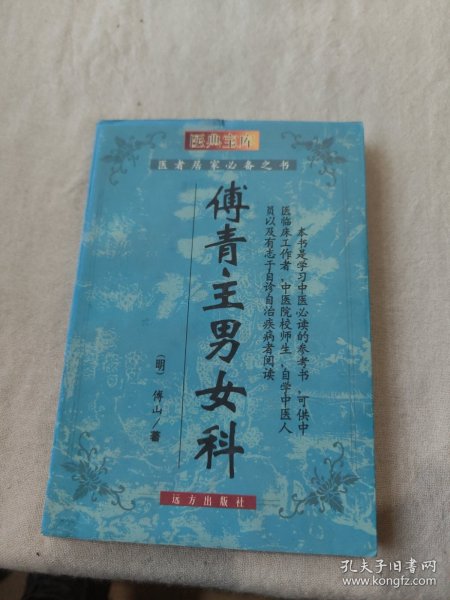 医典宝库
医者居家必备之书
本书是学习中医必读的参考书，可供中
医临床工作者，中医院校师生，自学中医人
员以及有志于自诊自治疾病者阅读
傅青主男女科
（明）傅山／著
远方出版社
孔夫子旧书网
www.kongfz.com